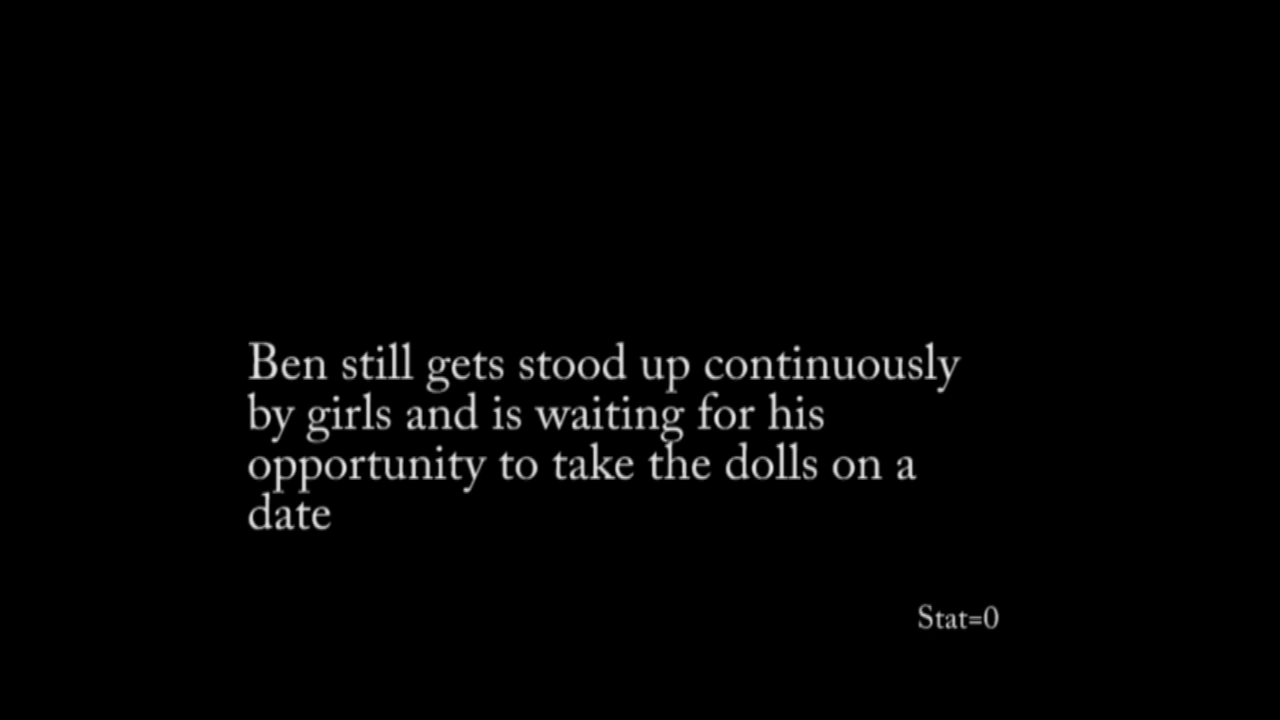 Ben still gets stood up continuously
by girls and is waiting for his
opportunity to take the dolls on a
date
Stat=0